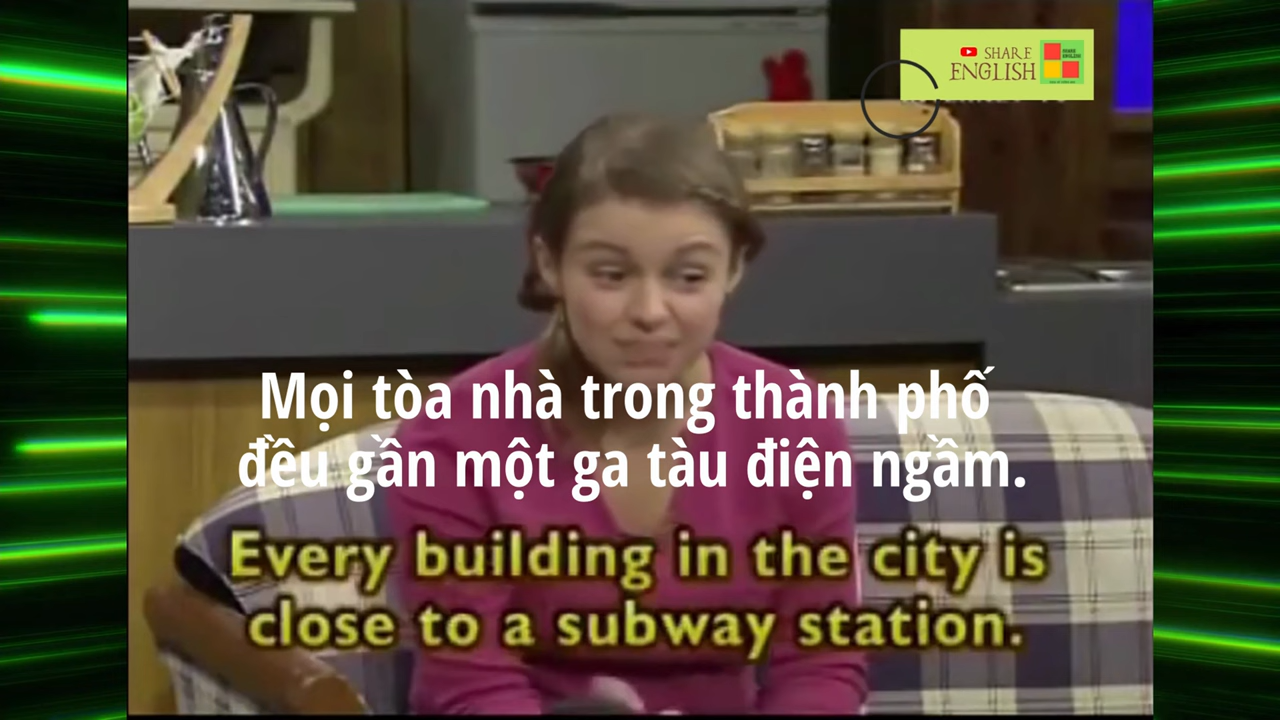 SHARE
ENGLISH
Mọi tòa nhà trong thành phố
đều gần một ga tàu điện ngầm.
Every building in the city is
close to a subway station.